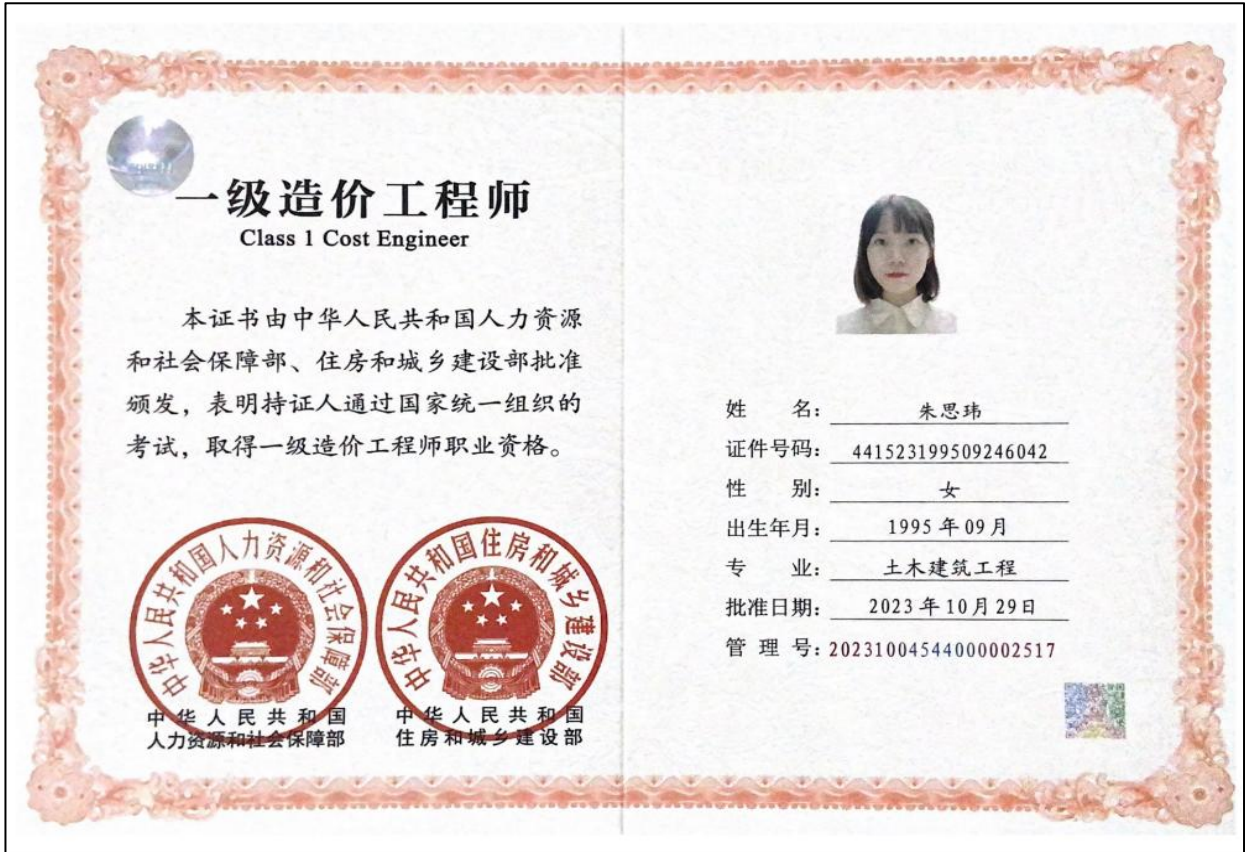 一级造价工程师
Class 1 Cost Engineer
本证书由中华人民共和国人力资源
和社会保障部、住房和城乡建设部批准
颁发，表明持证人通过国家统一组织的
考试，取得一级造价工程师职业资格。
中华人民共和国人力资源和社会保障部
中华人民共和国住房和城乡建设部
中华人民共和国
人力资源和社会保障部
中华人民共和国
住房和城乡建设部
姓 名： 朱思玮
证件号码： 441523199509246042
性 别： 女
出生年月： 1995年09月
专 业： 土木建筑工程
批准日期： 2023年10月29日
管 理 号：20231004544000002517